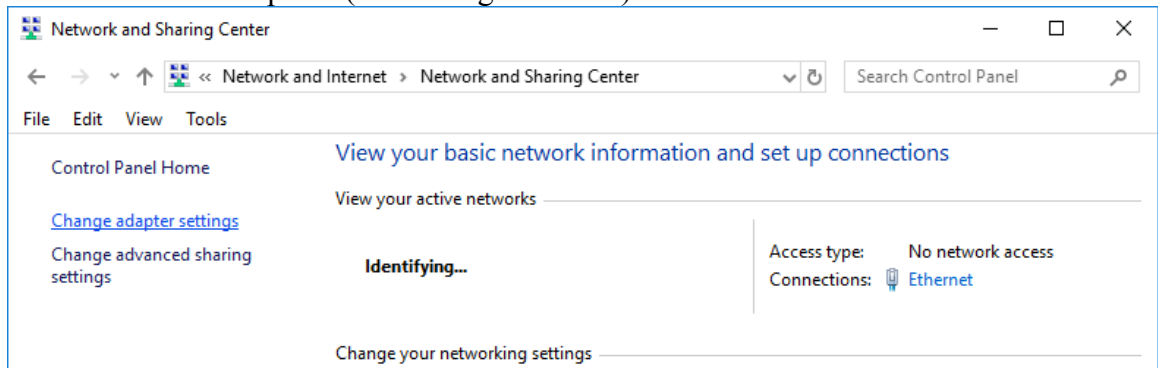 Network and Sharing Center
« Network and Internet > Network and Sharing Center
Search Control Panel
File Edit View Tools
Control Panel Home
Change adapter settings
Change advanced sharing
settings
View your basic network information and set up connections
View your active networks
Identifying...
Access type: No network access
Connections: Ethernet
Change your networking settings